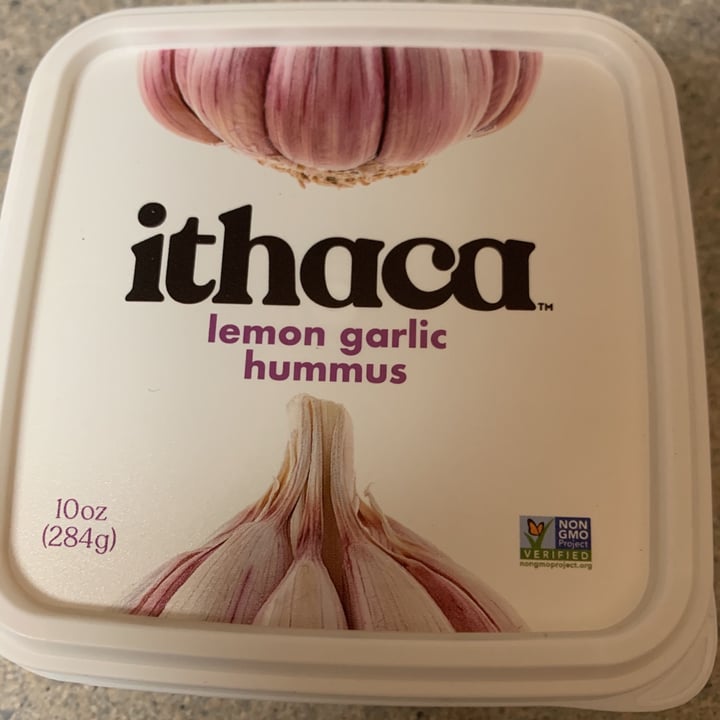 ithaca™
lemon garlic
hummus
10oz
(284g)
NON
GMO
Project
VERIFIED
nongmoproject.org